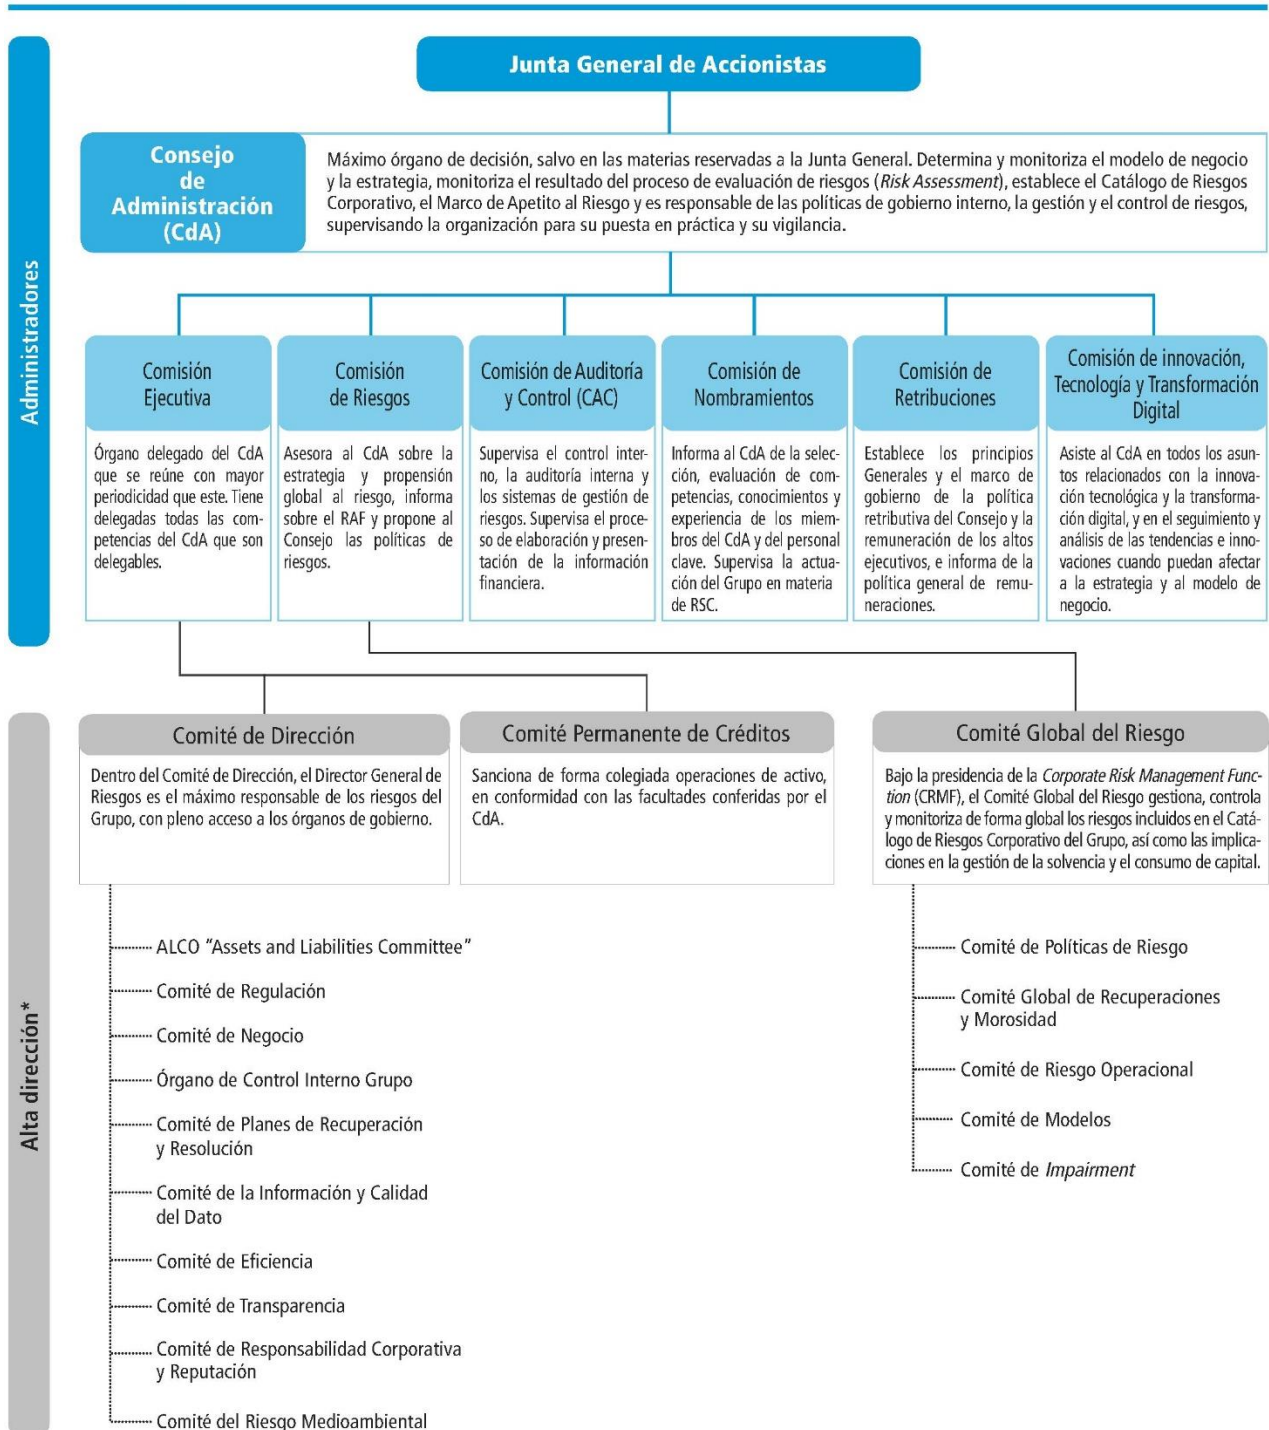 Administradores
Junta General de Accionistas
Consejo
de
Administración
(CdA)
Máximo órgano de decisión, salvo en las materias reservadas a la Junta General. Determina y monitoriza el modelo de negocio
y la estrategia, monitoriza el resultado del proceso de evaluación de riesgos (Risk Assessment), establece el Catálogo de Riesgos
Corporativo, el Marco de Apetito al Riesgo y es responsable de las políticas de gobierno interno, la gestión y el control de riesgos,
supervisando la organización para su puesta en práctica y su vigilancia.
Comisión
Ejecutiva
Órgano delegado del CdA
que se reúne con mayor
periodicidad que este. Tiene
delegadas todas las com-
petencias del CdA que son
delegables.
Comisión
de Riesgos
Asesora al CdA sobre la
estrategia y propensión
global al riesgo, informa
sobre el RAF y propone al
Consejo las políticas de
riesgos.
Comisión de Auditoría
y Control (CAC)
Supervisa el control inter-
no, la auditoría interna y
los sistemas de gestión de
riesgos. Supervisa el proce-
so de elaboración y presen-
tación de la información
financiera.
Comisión de
Nombramientos
Informa al CdA de la selec-
ción, evaluación de com-
petencias, conocimientos y
experiencia de los miem-
bros del CdA y del personal
clave. Supervisa la actua-
ción del Grupo en materia
de RSC.
Comisión de
Retribuciones
Establece los principios
Generales y el marco de
gobierno de la política
retributiva del Consejo y la
remuneración de los altos
ejecutivos, e informa de la
política general de remu-
neraciones.
Comisión de innovación,
Tecnología y Transformación
Digital
Asiste al CdA en todos los asun-
tos relacionados con la innova-
ción tecnológica y la transforma-
ción digital, y en el seguimiento y
análisis de las tendencias e inno-
vaciones cuando puedan afectar
a la estrategia y al modelo de
negocio.
Alta dirección*
Comité de Dirección
Dentro del Comité de Dirección, el Director General de
Riesgos es el máximo responsable de los riesgos del
Grupo, con pleno acceso a los órganos de gobierno.
Comité Permanente de Créditos
Sanciona de forma colegiada operaciones de activo,
en conformidad con las facultades conferidas por el
CdA.
Comité Global del Riesgo
Bajo la presidencia de la Corporate Risk Management Func-
tion (CRMF), el Comité Global del Riesgo gestiona, controla
y monitoriza de forma global los riesgos incluidos en el Catá-
logo de Riesgos Corporativo del Grupo, así como las implica-
ciones en la gestión de la solvencia y el consumo de capital.
ALCO "Assets and Liabilities Committee"
Comité de Regulación
Comité de Negocio
Órgano de Control Interno Grupo
Comité de Planes de Recuperación
y Resolución
Comité de la Información y Calidad
del Dato
Comité de Eficiencia
Comité de Transparencia
Comité de Responsabilidad Corporativa
y Reputación
Comité del Riesgo Medioambiental
Comité de Políticas de Riesgo
Comité Global de Recuperaciones
y Morosidad
Comité de Riesgo Operacional
Comité de Modelos
Comité de Impairment